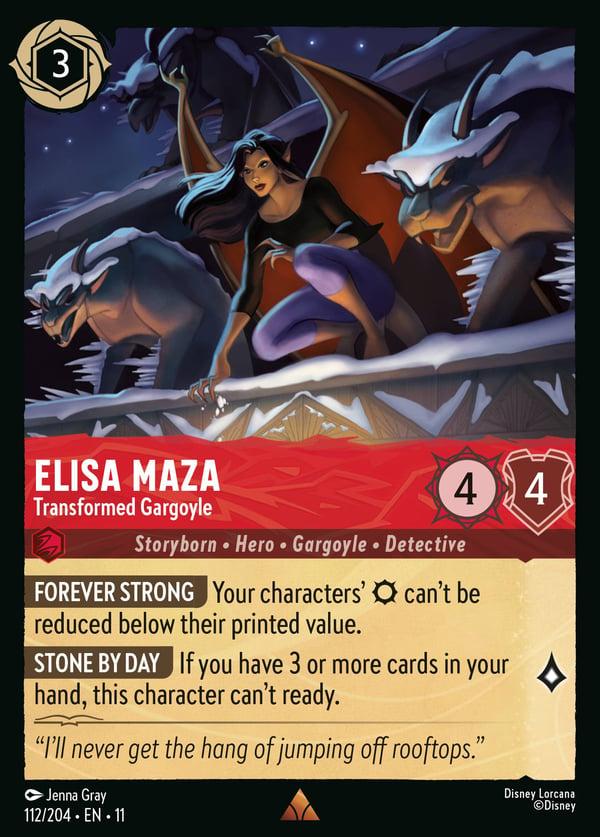 3
ELISA MAZA
Transformed Gargoyle
4
4
Storyborn • Hero • Gargoyle • Detective
FOREVER STRONG Your characters’ can’t be
reduced below their printed value.
STONE BY DAY If you have 3 or more cards in your
hand, this character can’t ready.
“I’ll never get the hang of jumping off rooftops.”
Jenna Gray
112/204 • EN • 11
Disney Lorcana
©Disney